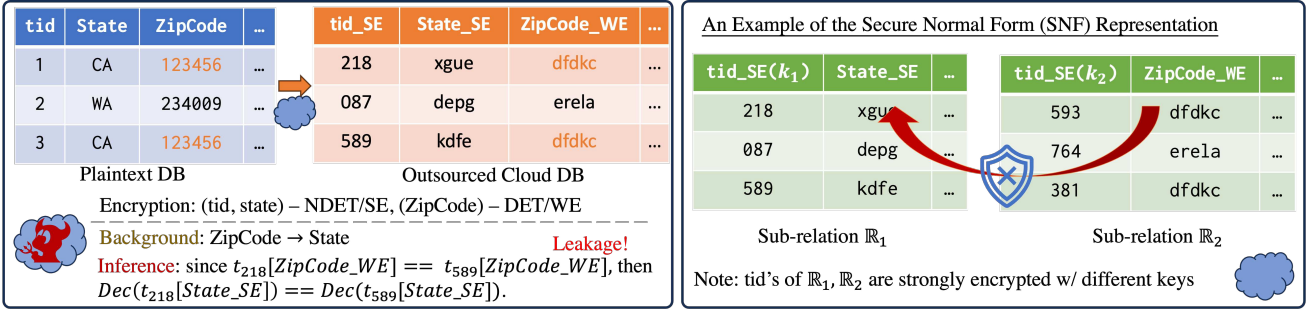 tid State ZipCode …
1 CA 123456 …
2 WA 234009 …
3 CA 123456 …
Plaintext DB
tid_SE State_SE ZipCode_WE …
218 xgue dfdkc …
087 depg erela …
589 kdfe dfdkc …
Outsourced Cloud DB
Encryption: (tid, state) – NDET/SE, (ZipCode) – DET/WE
Background: ZipCode → State
Leakage!
Inference: since t₂₁₈[ZipCode_WE] == t₅₈₉[ZipCode_WE], then
Dec(t₂₁₈[State_SE]) == Dec(t₅₈₉[State_SE]).
An Example of the Secure Normal Form (SNF) Representation
tid_SE(k₁) State_SE …
218 xgue …
087 depg …
589 kdfe …
Sub-relation ℝ₁
tid_SE(k₂) ZipCode_WE …
593 dfdkc …
764 erela …
381 dfdkc …
Sub-relation ℝ₂
Note: tid’s of ℝ₁, ℝ₂ are strongly encrypted w/ different keys